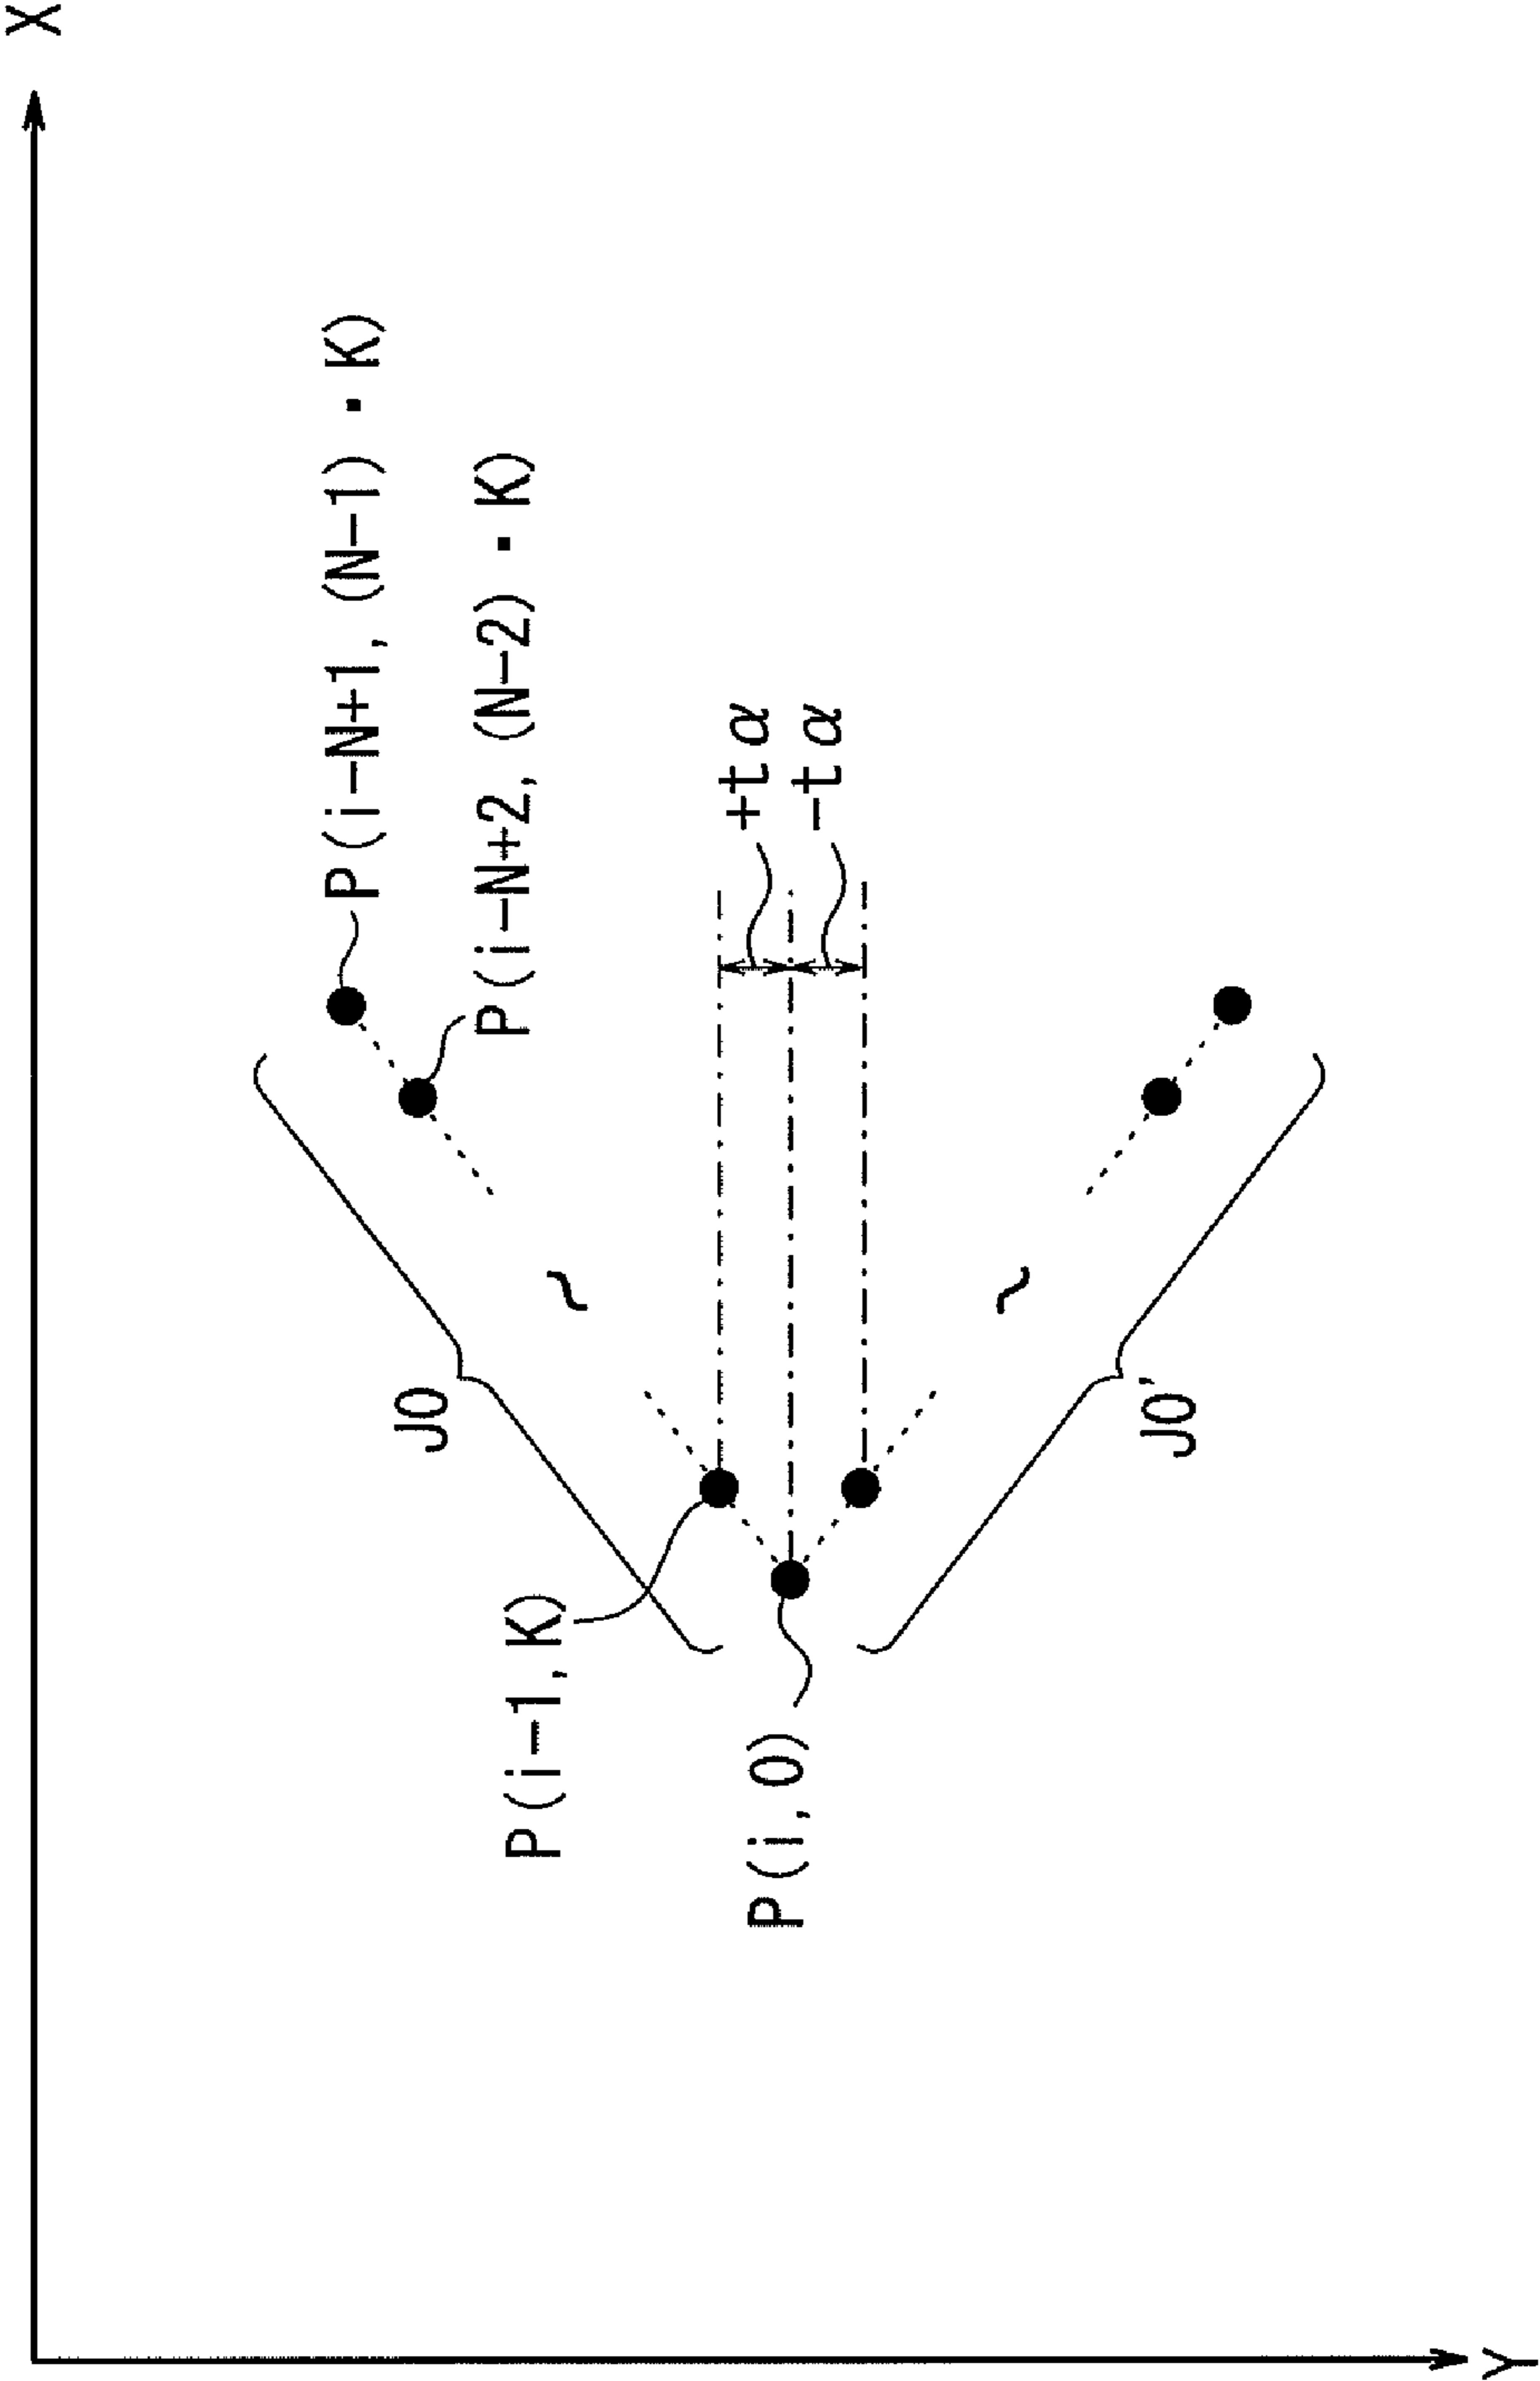 X
P(i-N+1, (N-1)·K)
P(i-N+2, (N-2)·K)
+tα
-tα
J0
J0'
P(i-1,K)
P(i,0)
Y